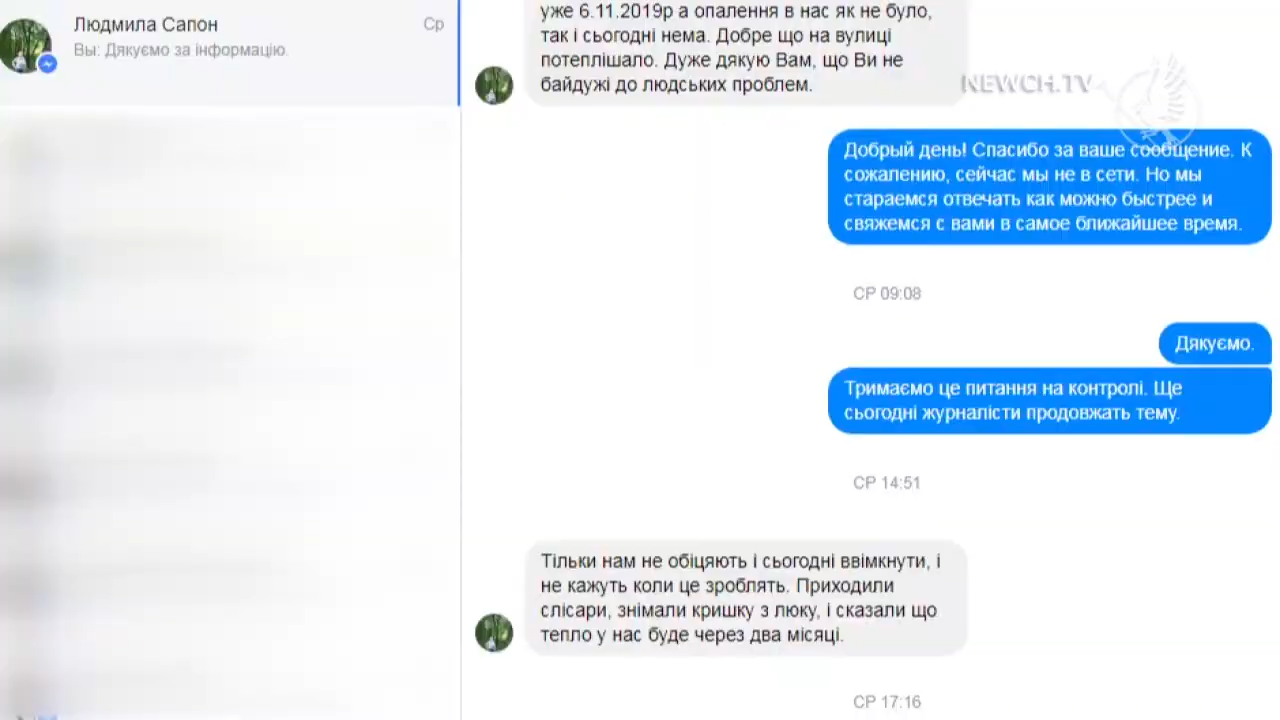 Людмила Сапон
Ср
Вы: Дякуємо за інформацію.
уже 6.11.2019р а опалення в нас як не було,
так і сьогодні нема. Добре що на вулиці
потеплішало. Дуже дякую Вам, що Ви не
байдужі до людських проблем.
NEWCH.TV
Добрый день! Спасибо за ваше сообщение. К
сожалению, сейчас мы не в сети. Но мы
стараемся отвечать как можно быстрее и
свяжемся с вами в самое ближайшее время.
СР 09:08
Дякуємо.
Тримаємо це питання на контролі. Ще
сьогодні журналісти продовжать тему.
СР 14:51
Тільки нам не обіцяють і сьогодні ввімкнути, і
не кажуть коли це зроблять. Приходили
слісари, знімали кришку з люку, і сказали що
тепло у нас буде через два місяці.
СР 17:16